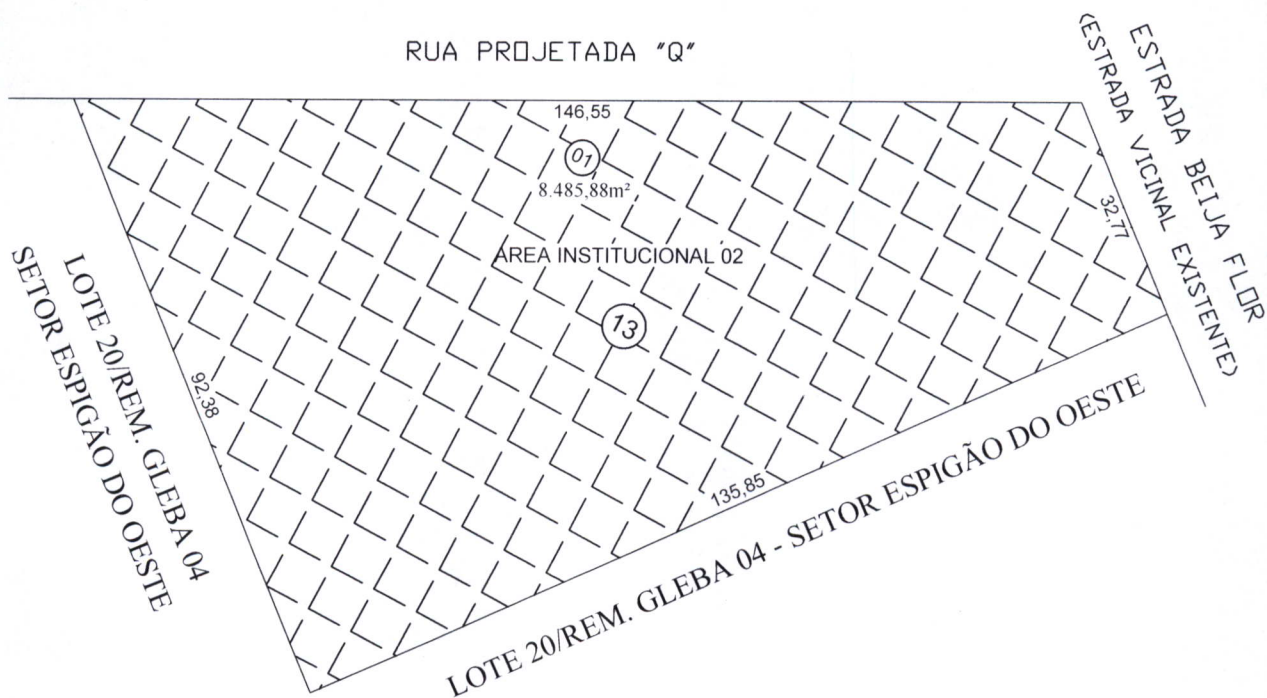 RUA PROJETADA "Q"
ESTRADA BEIJA FLOR
(ESTRADA VICINAL EXISTENTE)
146,55
01
8.485,88m²
ÁREA INSTITUCIONAL 02
32,77
13
LOTE 20/REM. GLEBA 04
SETOR ESPIGÃO DO OESTE
92,38
135,85
LOTE 20/REM. GLEBA 04 - SETOR ESPIGÃO DO OESTE